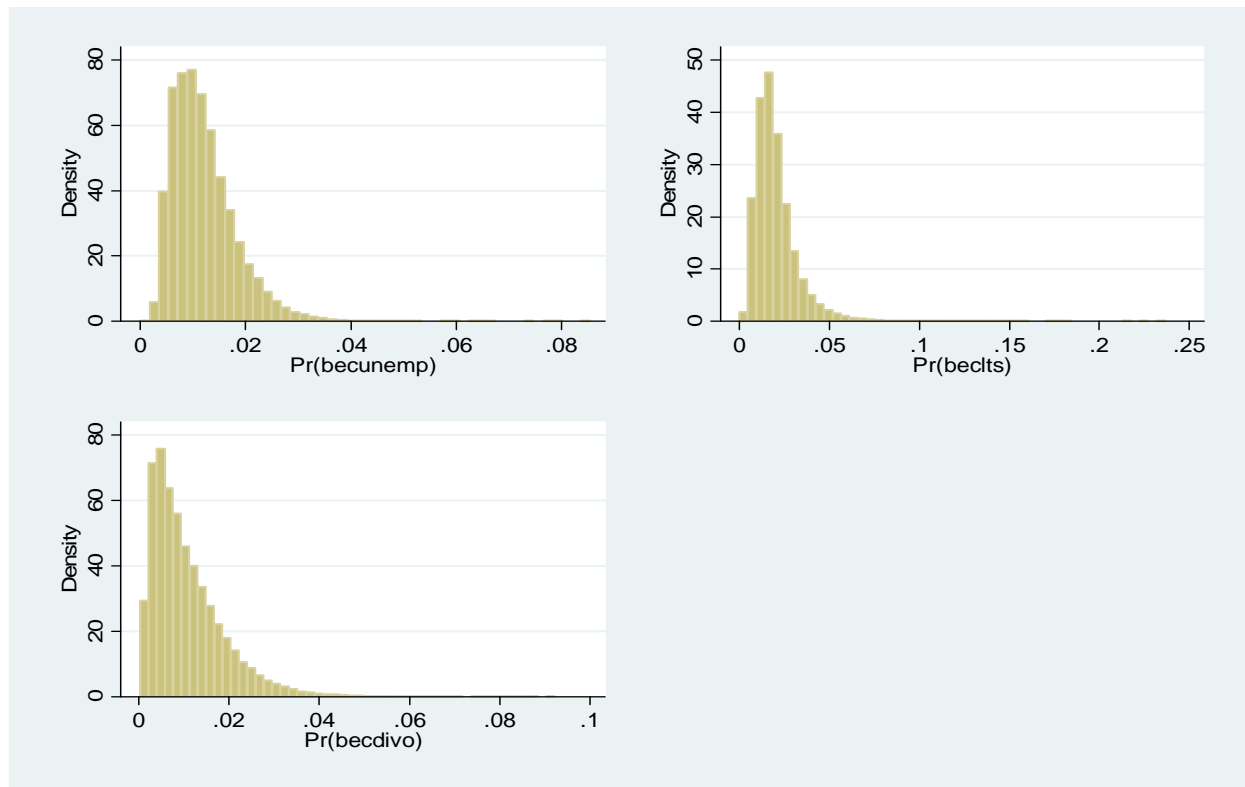 Density
0 20 40 60 80
0 .02 .04 .06 .08
Pr(becunemp)
Density
0 10 20 30 40 50
0 .05 .1 .15 .2 .25
Pr(beclts)
Density
0 20 40 60 80
0 .02 .04 .06 .08 .1
Pr(becdivo)